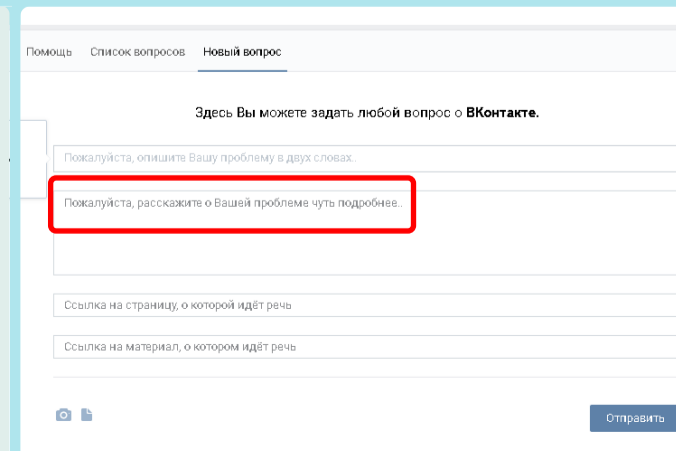 Помощь Список вопросов Новый вопрос
Здесь Вы можете задать любой вопрос о ВКонтакте.
Пожалуйста, опишите Вашу проблему в двух словах..
Пожалуйста, расскажите о Вашей проблеме чуть подробнее..
Ссылка на страницу, о которой идёт речь
Ссылка на материал, о котором идёт речь
Отправить